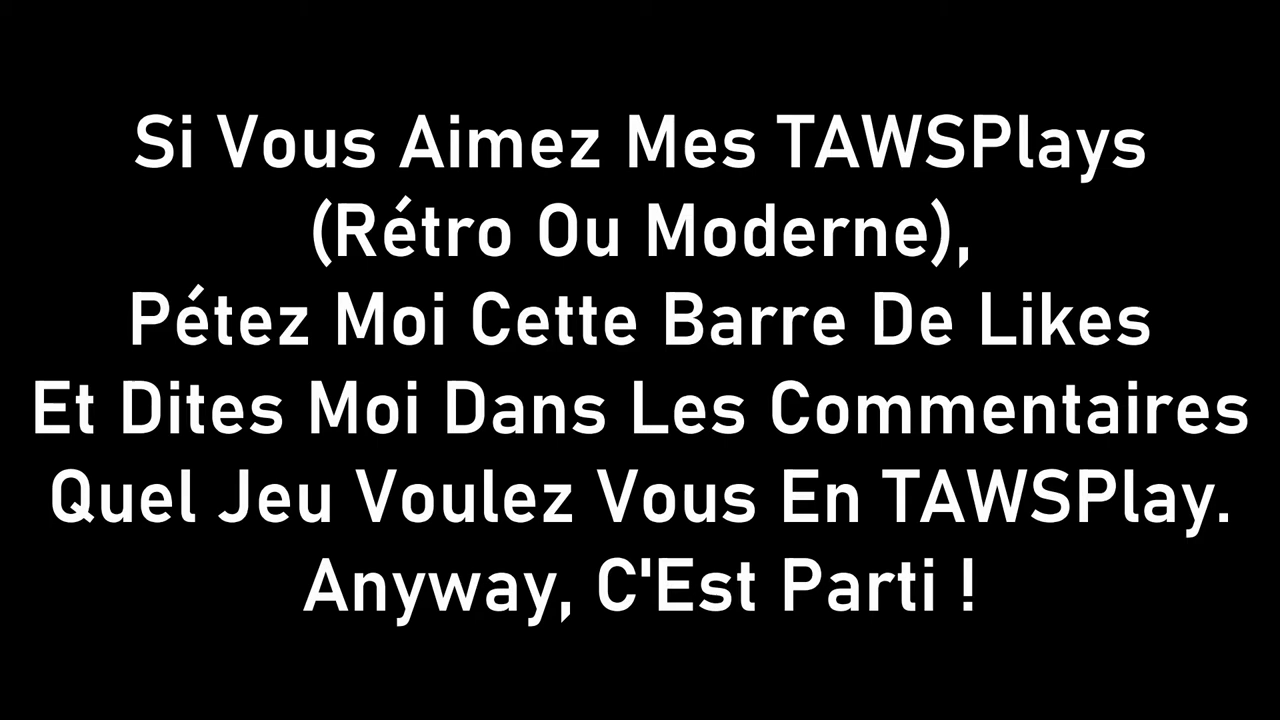 Si Vous Aimez Mes TAWSPlays
(Rétro Ou Moderne),
Pétez Moi Cette Barre De Likes
Et Dites Moi Dans Les Commentaires
Quel Jeu Voulez Vous En TAWSPlay.
Anyway, C'Est Parti !